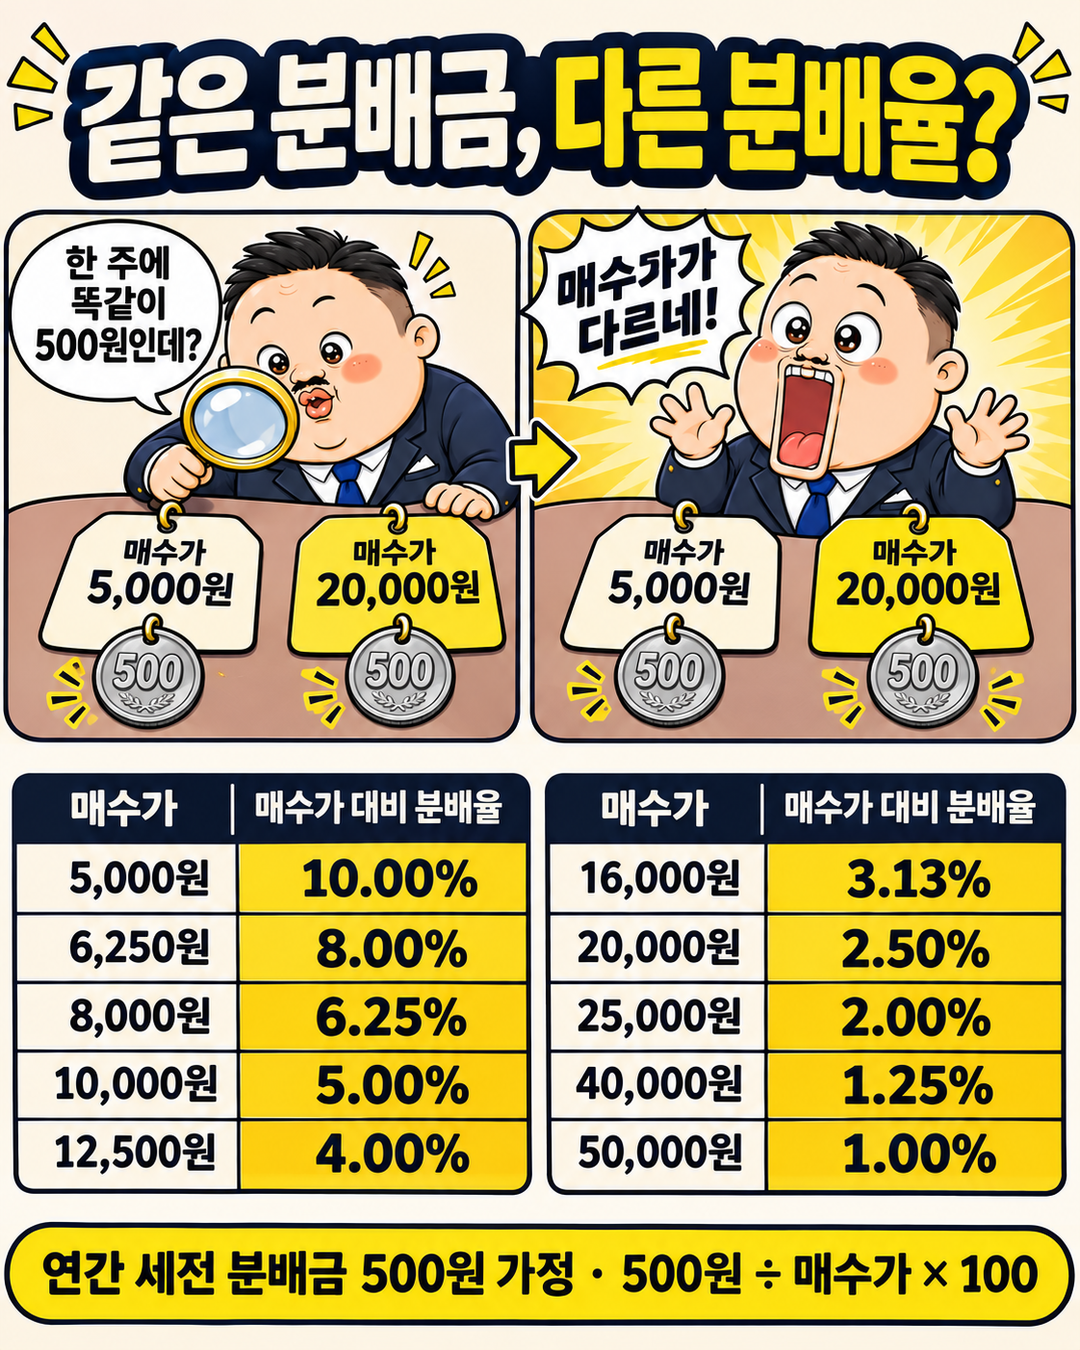 같은 분배금, 다른 분배율?
한 주에
똑같이
500원인데?
매수가가
다르네!
매수가
5,000원
매수가
20,000원
500
500
매수가
5,000원
매수가
20,000원
500
500
매수가 매수가 대비 분배율
5,000원 10.00%
6,250원 8.00%
8,000원 6.25%
10,000원 5.00%
12,500원 4.00%
매수가 매수가 대비 분배율
16,000원 3.13%
20,000원 2.50%
25,000원 2.00%
40,000원 1.25%
50,000원 1.00%
연간 세전 분배금 500원 가정 · 500원 ÷ 매수가 × 100